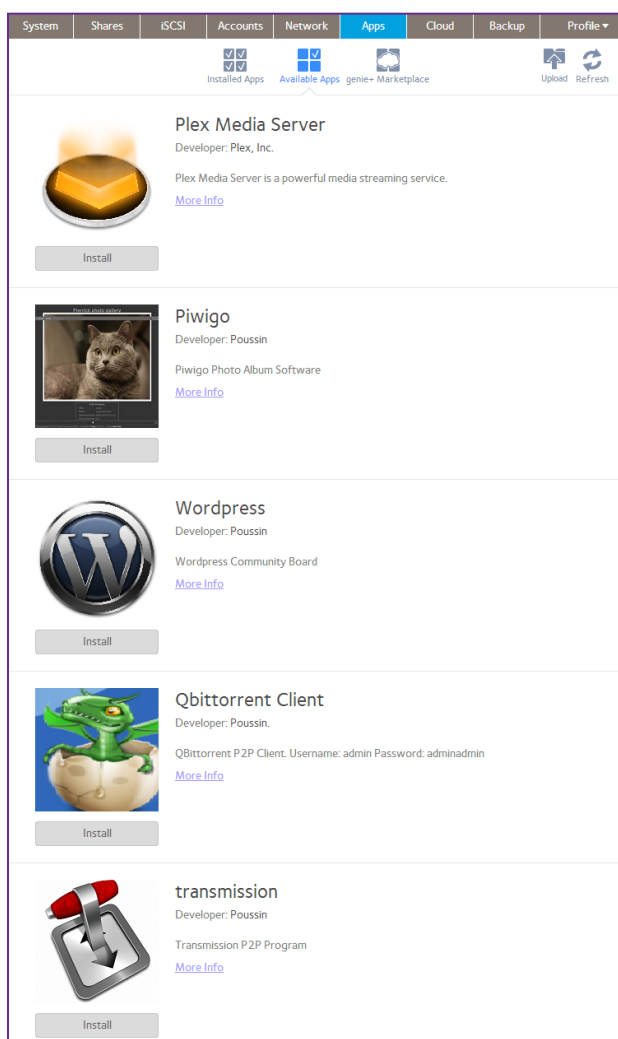 System Shares iSCSI Accounts Network Apps Cloud Backup Profile
Installed Apps Available Apps genie+ Marketplace Upload Refresh
Plex Media Server
Developer: Plex, Inc.
Plex Media Server is a powerful media streaming service.
More Info
Install
Pierrick photo gallery
Piwigo
Developer: Poussin
Piwigo Photo Album Software
More Info
Install
Wordpress
Developer: Poussin
Wordpress Community Board
More Info
Install
Qbittorrent Client
Developer: Poussin.
QBittorrent P2P Client. Username: admin Password: adminadmin
More Info
Install
transmission
Developer: Poussin
Transmission P2P Program
More Info
Install